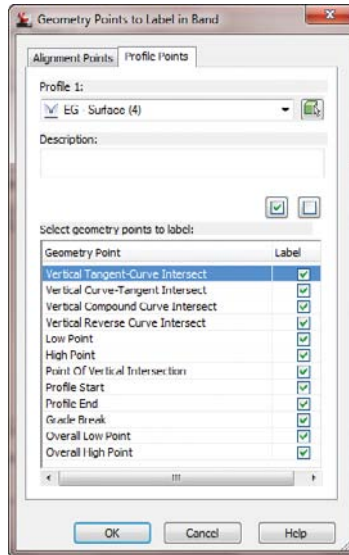 Geometry Points to Label in Band
Alignment Points Profile Points
Profile 1:
EG - Surface (4)
Description:
Select geometry points to label:
Geometry Point Label
Vertical Tangent-Curve Intersect
Vertical Curve-Tangent Intersect
Vertical Compound Curve Intersect
Vertical Reverse Curve Intersect
Low Point
High Point
Point Of Vertical Intersection
Profile Start
Profile End
Grade Break
Overall Low Point
Overall High Point
OK Cancel Help